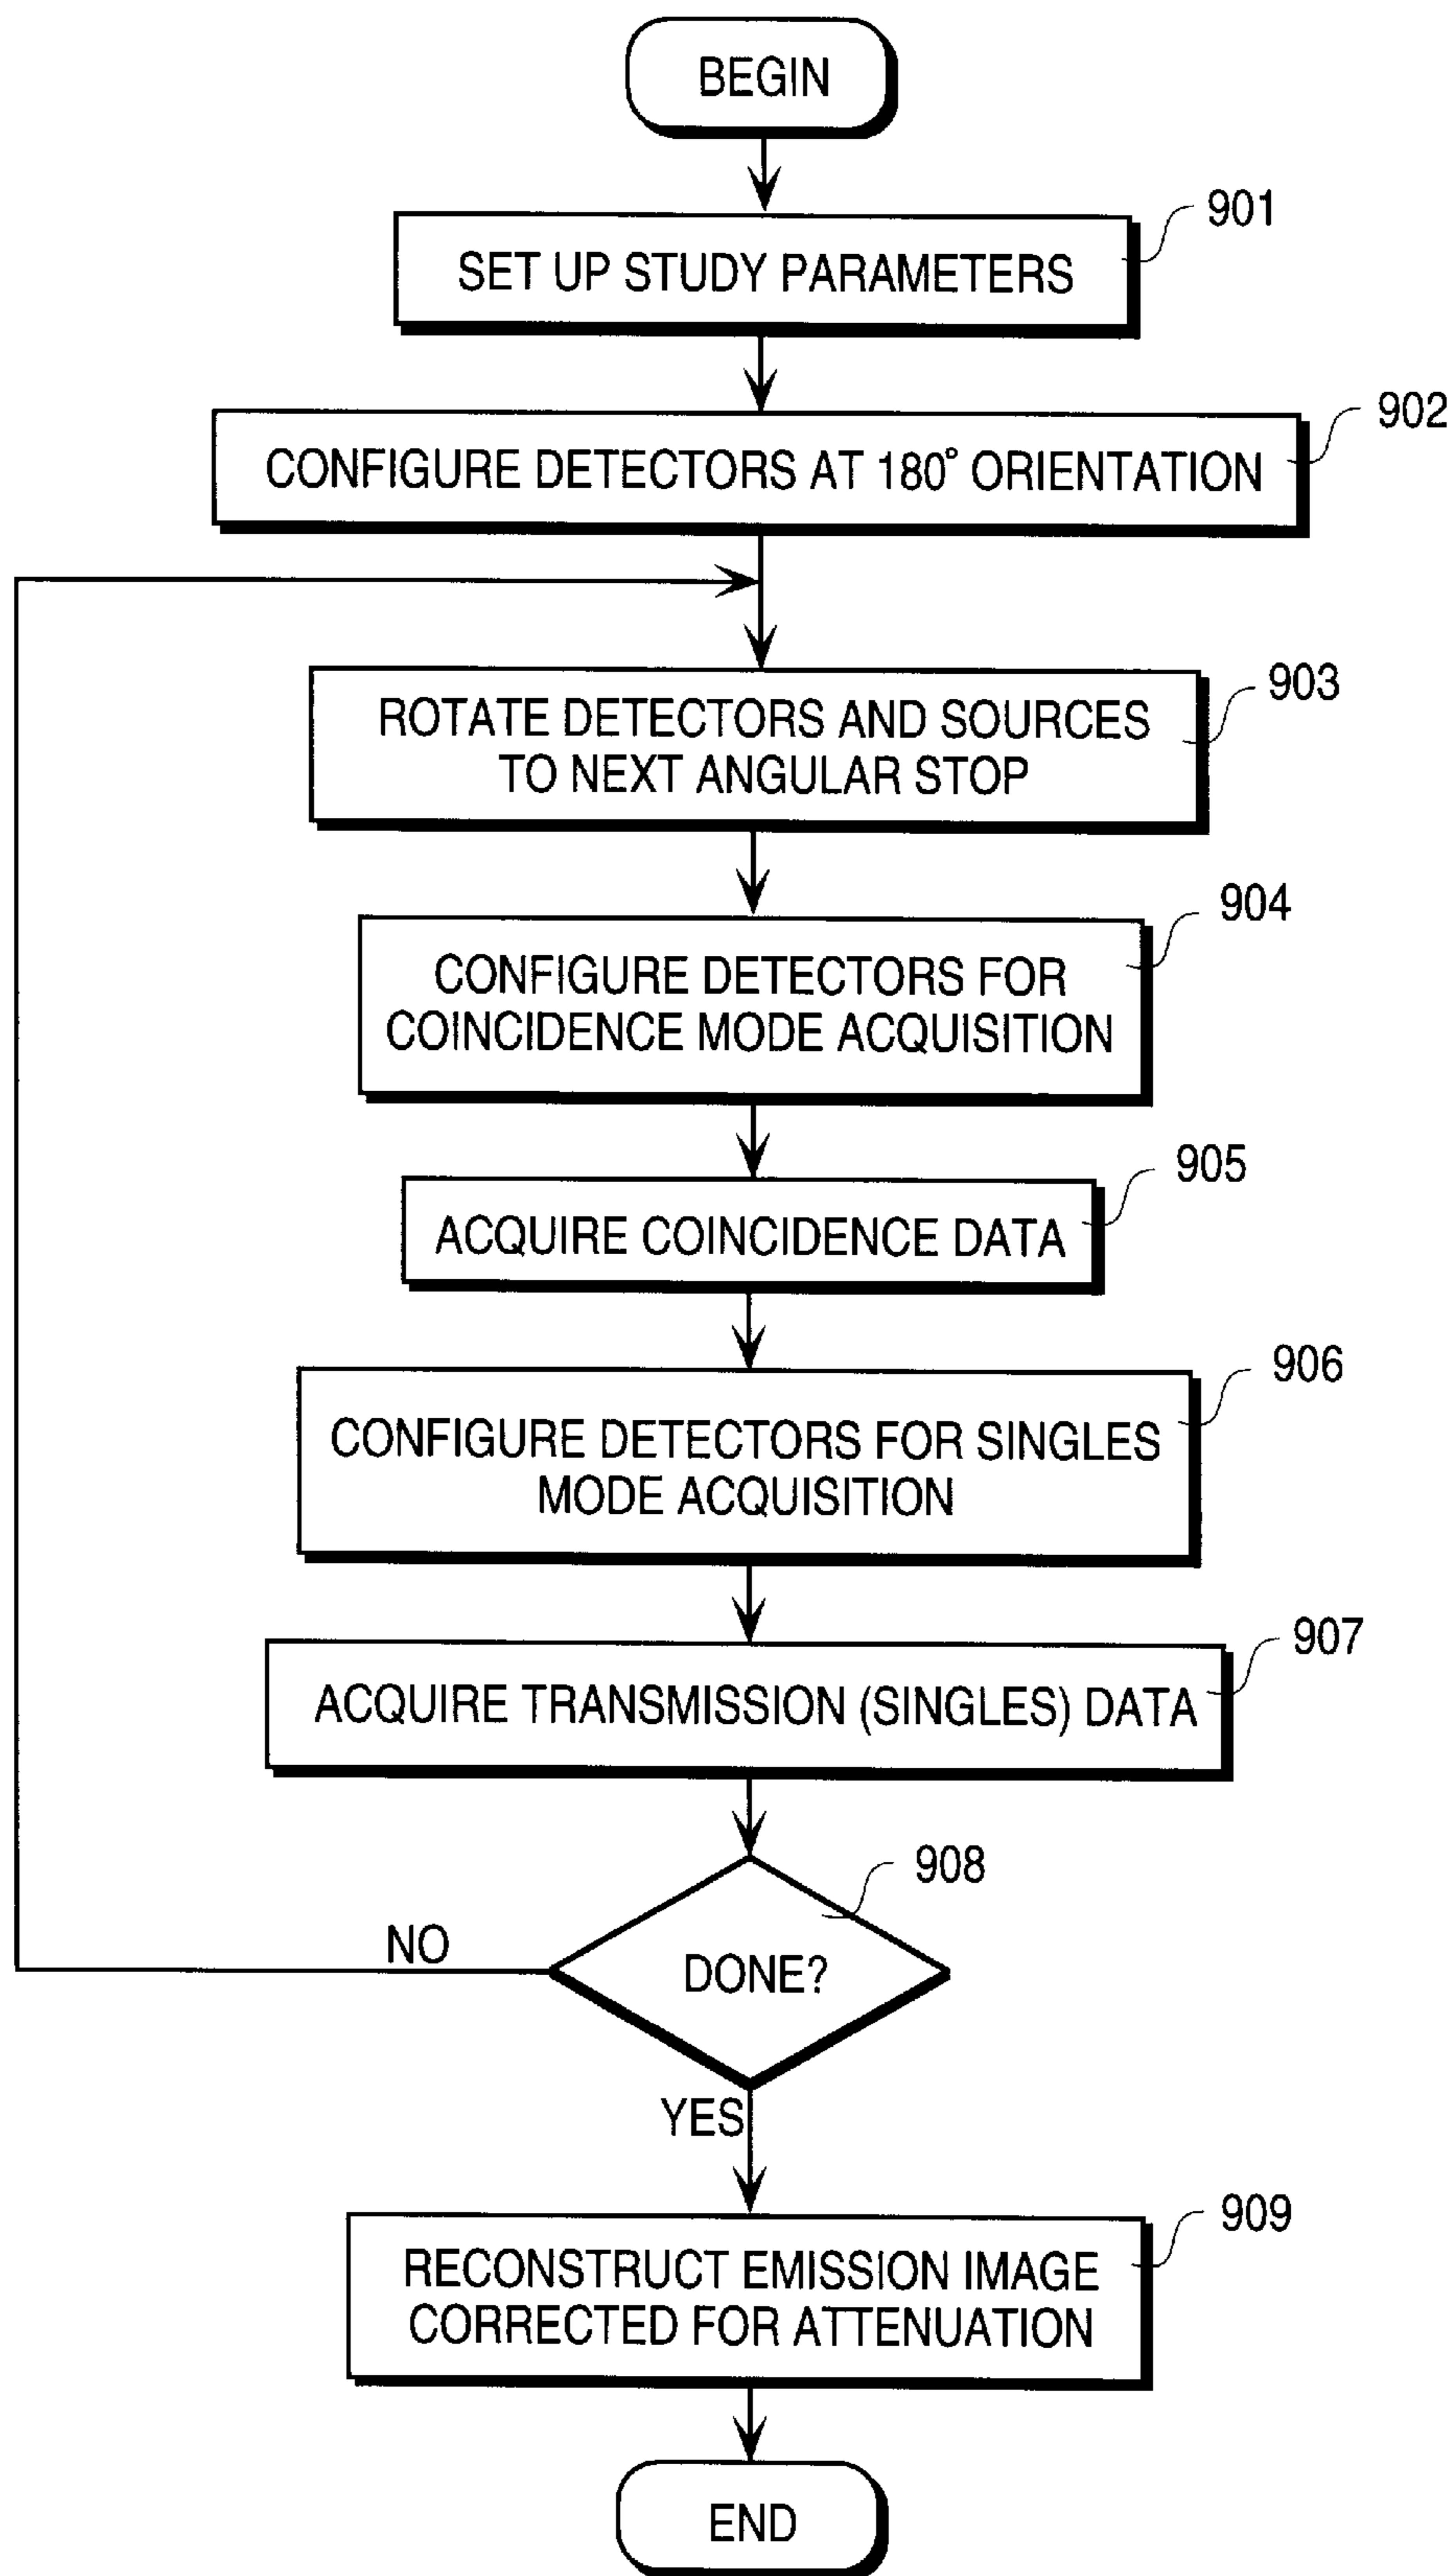 BEGIN
901
SET UP STUDY PARAMETERS
902
CONFIGURE DETECTORS AT 180° ORIENTATION
903
ROTATE DETECTORS AND SOURCES
TO NEXT ANGULAR STOP
904
CONFIGURE DETECTORS FOR
COINCIDENCE MODE ACQUISITION
905
ACQUIRE COINCIDENCE DATA
906
CONFIGURE DETECTORS FOR SINGLES
MODE ACQUISITION
907
ACQUIRE TRANSMISSION (SINGLES) DATA
908
NO
DONE?
YES
909
RECONSTRUCT EMISSION IMAGE
CORRECTED FOR ATTENUATION
END